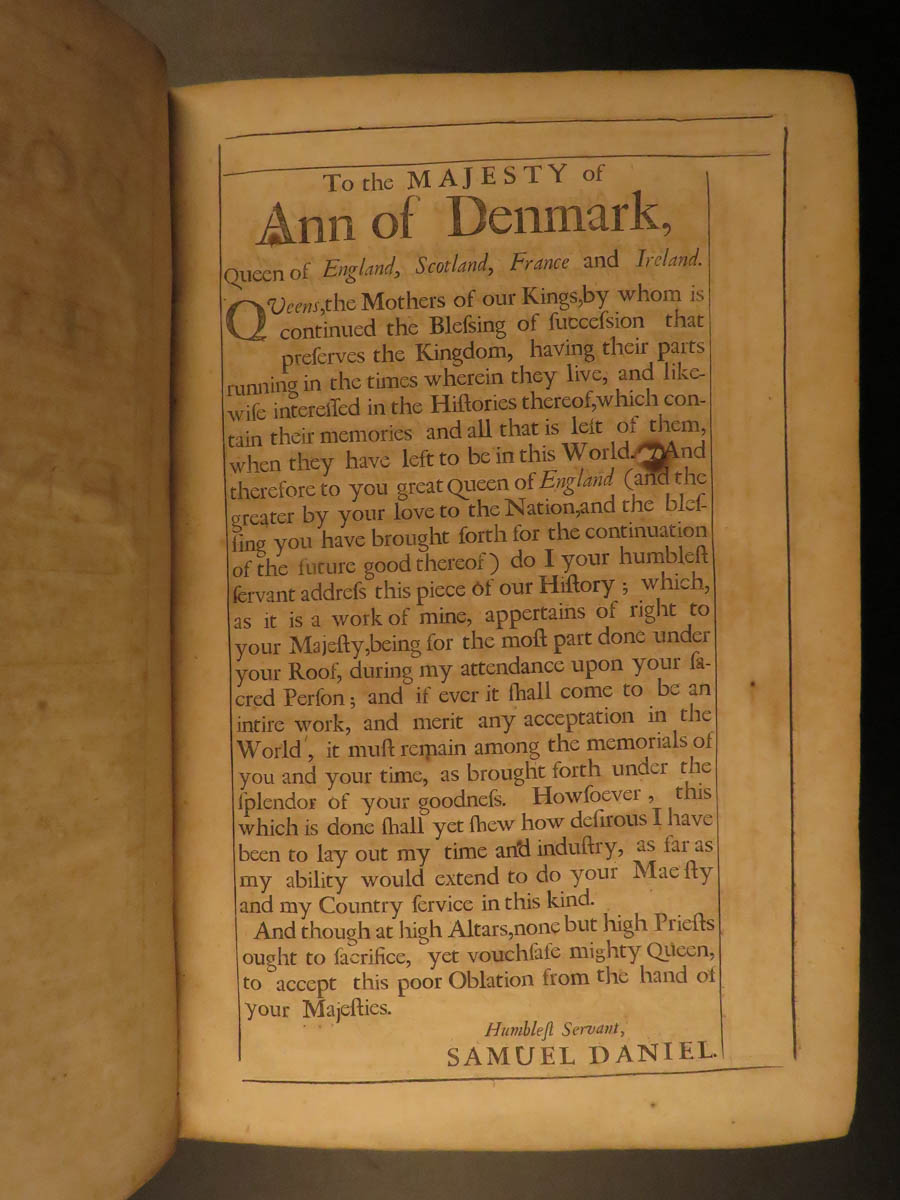 To the MAJESTY of
Ann of Denmark,
Queen of England, Scotland, France and Ireland.
QUeens,the Mothers of our Kings,by whom is
continued the Bleſsing of ſucceſsion that
preſerves the Kingdom, having their parts
running in the times wherein they live, and like-
wiſe intereſſed in the Hiſtories thereof,which con-
tain their memories and all that is left of them,
when they have left to be in this World. And
therefore to you great Queen of England (and the
greater by your love to the Nation,and the bleſ-
ſing you have brought forth for the continuation
of the future good thereof) do I your humbleſt
ſervant addreſs this piece of our Hiſtory ; which,
as it is a work of mine, appertains of right to
your Majeſty,being for the moſt part done under
your Roof, during my attendance upon your ſa-
cred Perſon ; and if ever it ſhall come to be an
intire work, and merit any acceptation in the
World , it muſt remain among the memorials of
you and your time, as brought forth under the
ſplendor of your goodneſs. Howſoever , this
which is done ſhall yet ſhew how deſirous I have
been to lay out my time and induſtry, as far as
my ability would extend to do your Mae ſty
and my Country ſervice in this kind.
And though at high Altars,none but high Prieſts
ought to ſacrifice, yet vouchſafe mighty Queen,
to accept this poor Oblation from the hand of
your Majeſties.
Humbleſt Servant,
SAMUEL DANIEL.